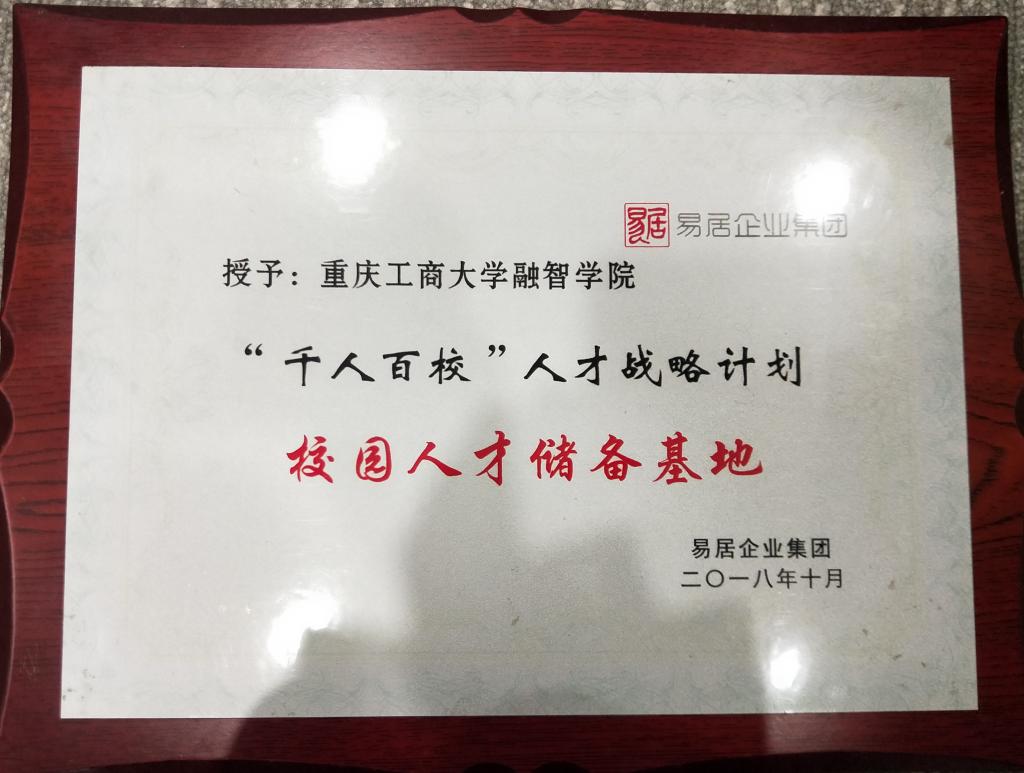 易居 易居企业集团
授予：重庆工商大学融智学院
“千人百校”人才战略计划
校园人才储备基地
易居企业集团
二〇一八年十月